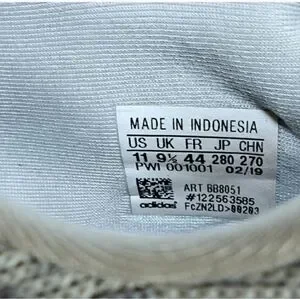 MADE IN INDONESIA
US UK FR JP CHN
11 9½ 44 280 270
PWI 001001 02/19
ART BB8051
#122563585
adidas FcZN2LD>00203